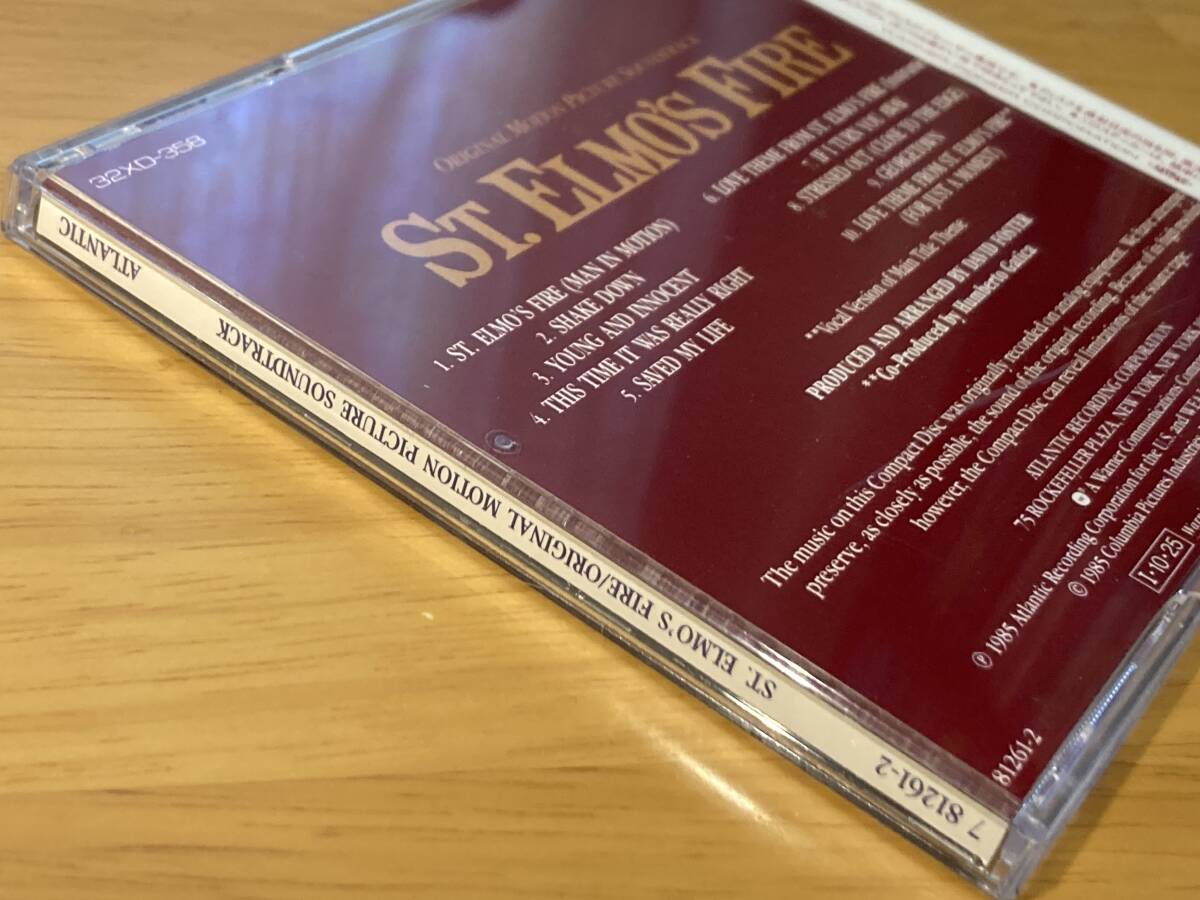 32XD-358
ORIGINAL MOTION PICTURE SOUNDTRACK
ST. ELMO'S FIRE
1. ST. ELMO'S FIRE (MAN IN MOTION)
2. SHAKE DOWN
3. YOUNG AND INNOCENT
4. THIS TIME IT WAS REALLY RIGHT
5. SAVED MY LIFE
6. LOVE THEME FROM ST. ELMO'S FIRE
7. IF I TURN YOU AWAY
8. STRESSED OUT (CLOSE TO THE EDGE)
9. GEORGETOWN
10. LOVE THEME FROM ST. ELMO'S FIRE**
(FOR JUST A MOMENT)
**Vocal Version of Main Title Theme
PRODUCED AND ARRANGED BY DAVID FOSTER
**Co-Produced by Humberto Gatica
The music on this Compact Disc was originally recorded on analog equipment.
preserve, as closely as possible, the sound of the original recording. Because of its high
however, the Compact Disc can reveal limitations of the source tape.
ATLANTIC RECORDING CORPORATION
75 ROCKEFELLER PLAZA, NEW YORK, NEW YORK
A Warner Communications
℗ 1985 Atlantic Recording Corporation for the U.S. and
© 1985 Columbia Pictures
I·10·25
81261-2
ATLANTIC
ST. ELMO'S FIRE/ORIGINAL MOTION PICTURE SOUNDTRACK
7 81261-2